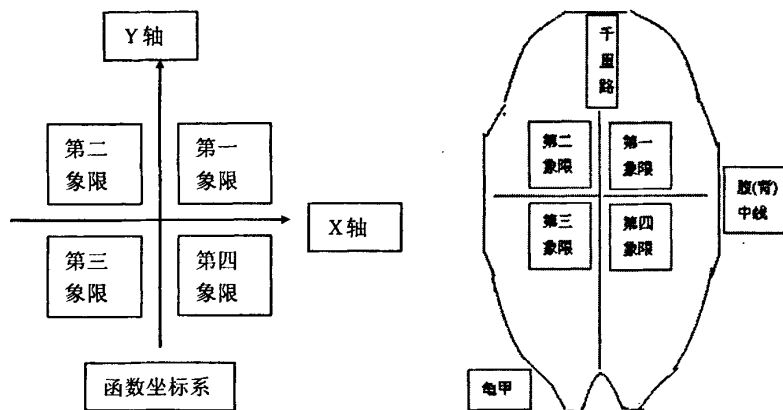 Y 轴
第二
象限
第一
象限
X 轴
第三
象限
第四
象限
函数坐标系
千
里
路
第二
象限
第一
象限
腹(背)
中线
第三
象限
第四
象限
龟甲